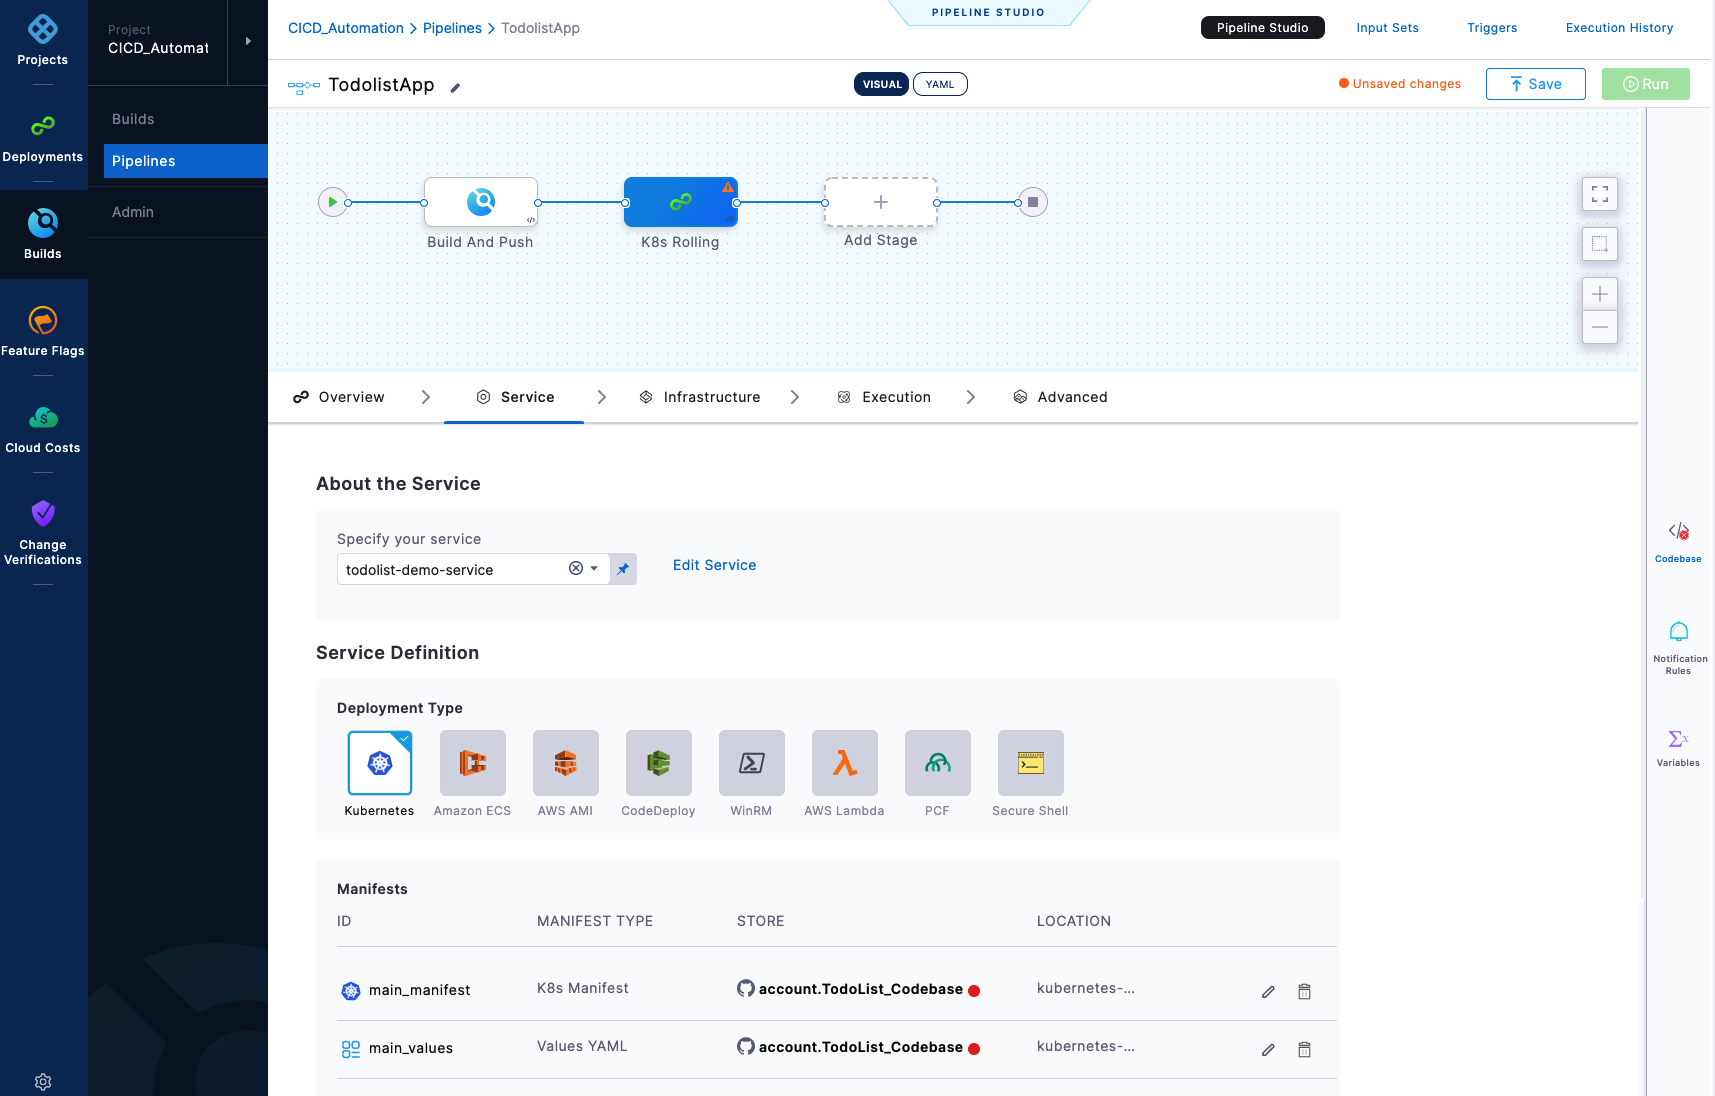 Projects
Deployments
Builds
Feature Flags
Cloud Costs
Change
Verifications
Project
CICD_Automat
Builds
Pipelines
Admin
CICD_Automation > Pipelines > TodolistApp
PIPELINE STUDIO
Pipeline Studio
Input Sets
Triggers
Execution History
TodolistApp
VISUAL
YAML
Unsaved changes
Save
Run
Build And Push
K8s Rolling
Add Stage
Overview
Service
Infrastructure
Execution
Advanced
About the Service
Specify your service
todolist-demo-service
Edit Service
Service Definition
Deployment Type
Kubernetes
Amazon ECS
AWS AMI
CodeDeploy
WinRM
AWS Lambda
PCF
Secure Shell
Manifests
ID MANIFEST TYPE STORE LOCATION
main_manifest K8s Manifest account.TodoList_Codebase kubernetes-...
main_values Values YAML account.TodoList_Codebase kubernetes-...
Codebase
Notification
Rules
Variables